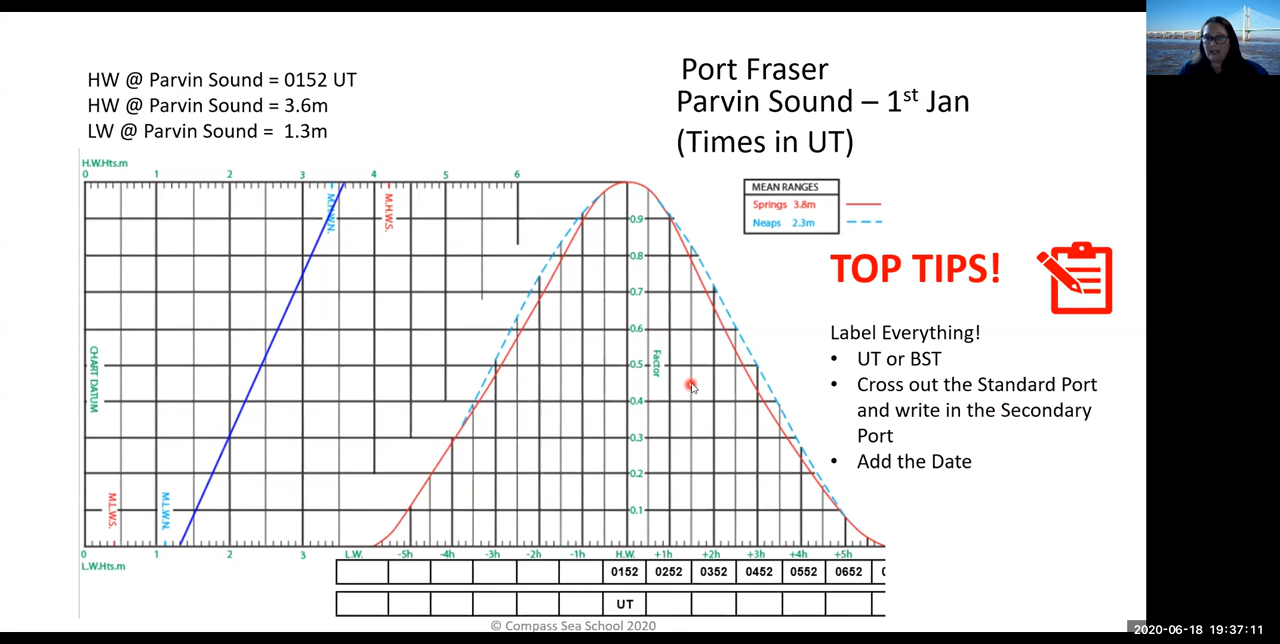 HW @ Parvin Sound = 0152 UT
HW @ Parvin Sound = 3.6m
LW @ Parvin Sound = 1.3m
Port Fraser
Parvin Sound – 1st Jan
(Times in UT)
H.W.Hts.m
0 1 2 3 4 5 6
M.H.W.N.
M.H.W.S.
MEAN RANGES
Springs 3.8m
Neaps 2.3m
TOP TIPS!
Label Everything!
• UT or BST
• Cross out the Standard Port
and write in the Secondary
Port
• Add the Date
0.9
0.8
0.7
0.6
0.5
0.4
0.3
0.2
0.1
Factor
CHART DATUM
M.L.W.S.
M.L.W.N.
0 1 2 3 L.W. -5h -4h -3h -2h -1h H.W. +1h +2h +3h +4h +5h
L.W.Hts.m
0152 0252 0352 0452 0552 0652
UT
© Compass Sea School 2020
2020-06-18 19:37:11